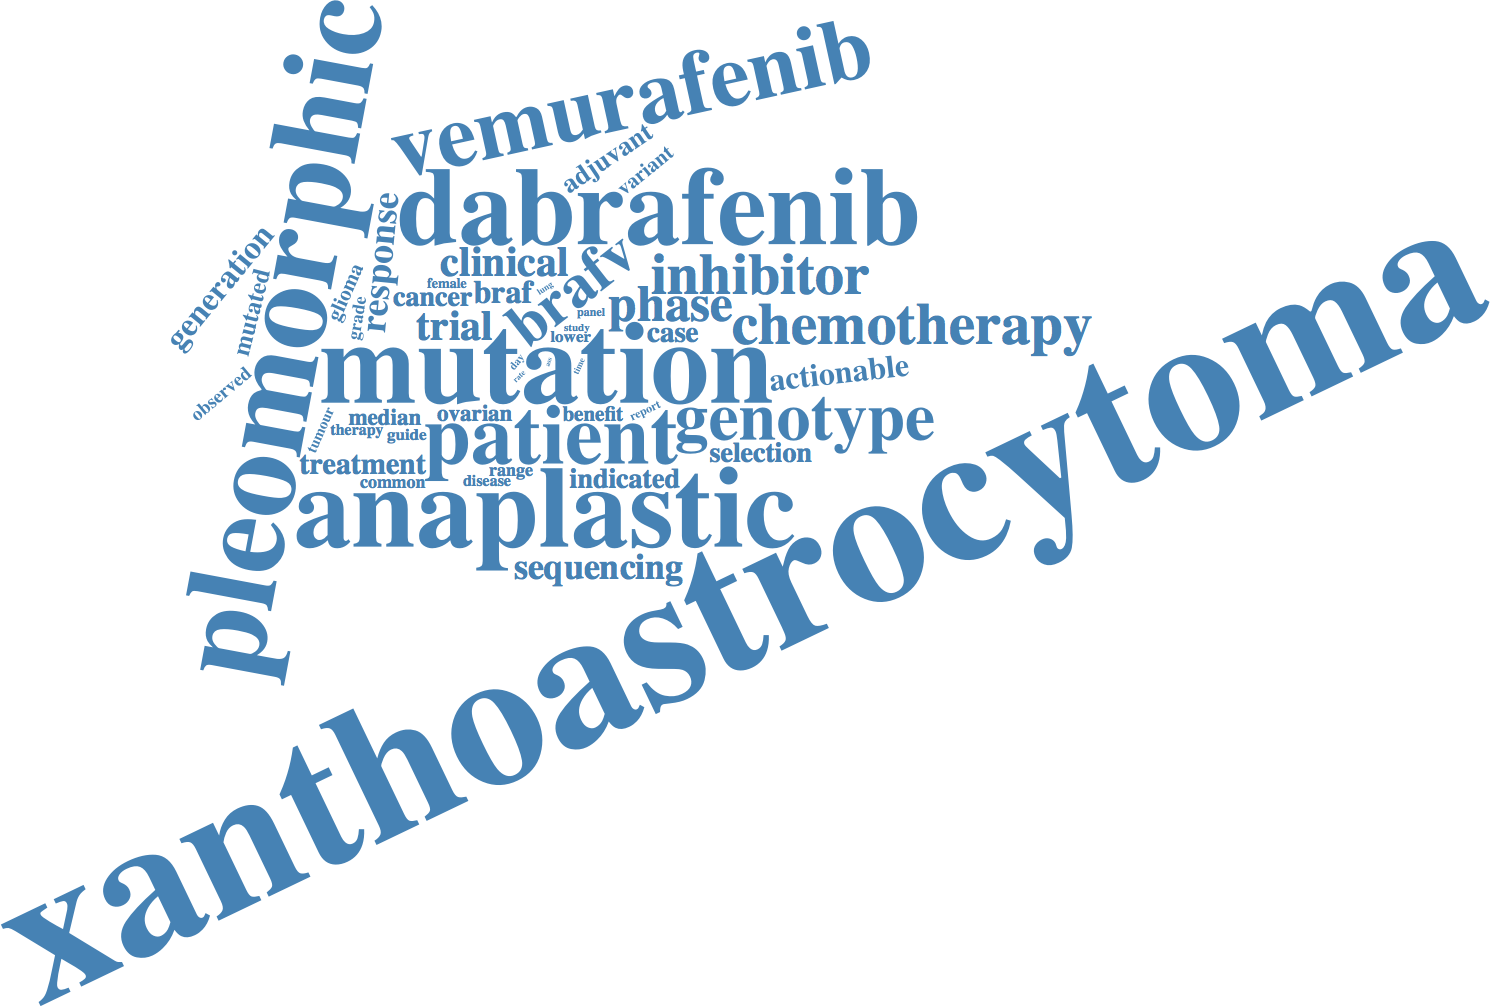 pleomorphic
vemurafenib
adjuvant
variant
dabrafenib
generation
mutated
glioma
grade
response
clinical
brafv
inhibitor
female
cancer
braf
lung
panel
phase
trial
study
lower
case
chemotherapy
mutation
day
rate
time
actionable
observed
tumour
median
ovarian
benefit
report
genotype
therapy
guide
patient
selection
treatment
range
common
disease
indicated
anaplastic
sequencing
xanthoastrocytoma